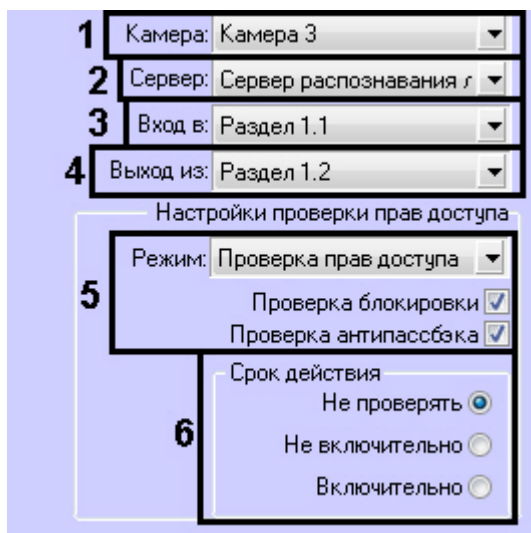 1 Камера: Камера 3
2 Сервер: Сервер распознавания
3 Вход в: Раздел 1.1
4 Выход из: Раздел 1.2
Настройки проверки прав доступа
Режим: Проверка прав доступа
5 Проверка блокировки
Проверка антипассбэка
Срок действия
Не проверять
6 Не включительно
Включительно